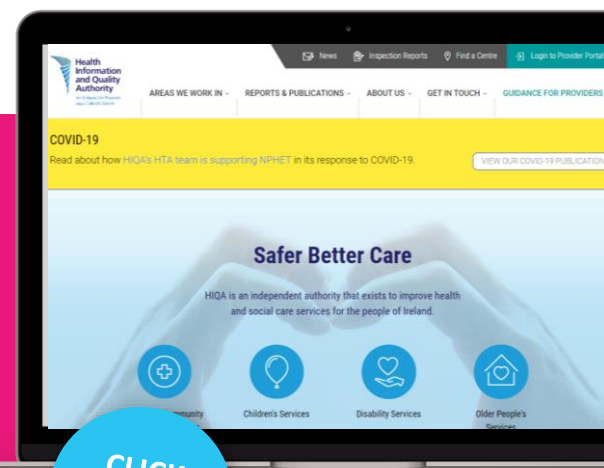 News Inspection Reports Find a Centre Login to Provider Portal
Health
Information
and Quality
Authority
AREAS WE WORK IN REPORTS & PUBLICATIONS ABOUT US GET IN TOUCH GUIDANCE FOR PROVIDERS
COVID-19
Read about how HIQA's HTA team is supporting NPHET in its response to COVID-19.
VIEW OUR COVID-19 PUBLICATION
Safer Better Care
HIQA is an independent authority that exists to improve health
and social care services for the people of Ireland.
Children's Services Disability Services Older People's
Services
CLICK